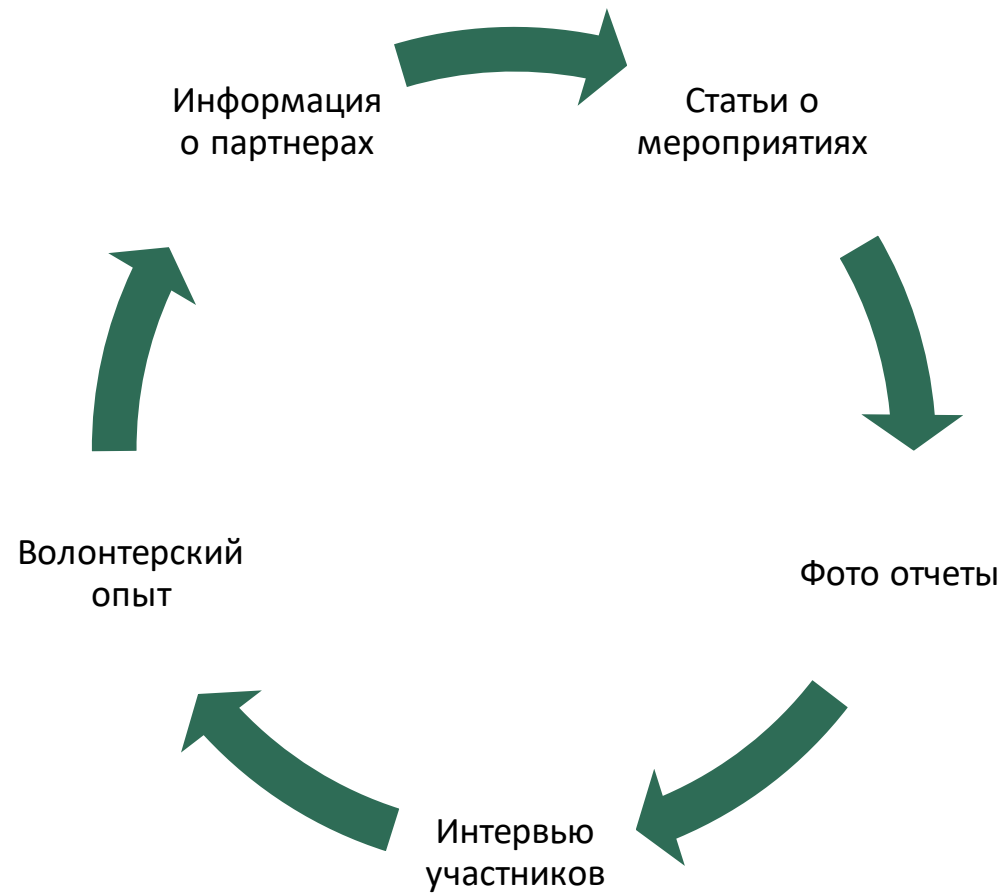 Информация
о партнерах
Статьи о
мероприятиях
Фото отчеты
Интервью
участников
Волонтерский
опыт